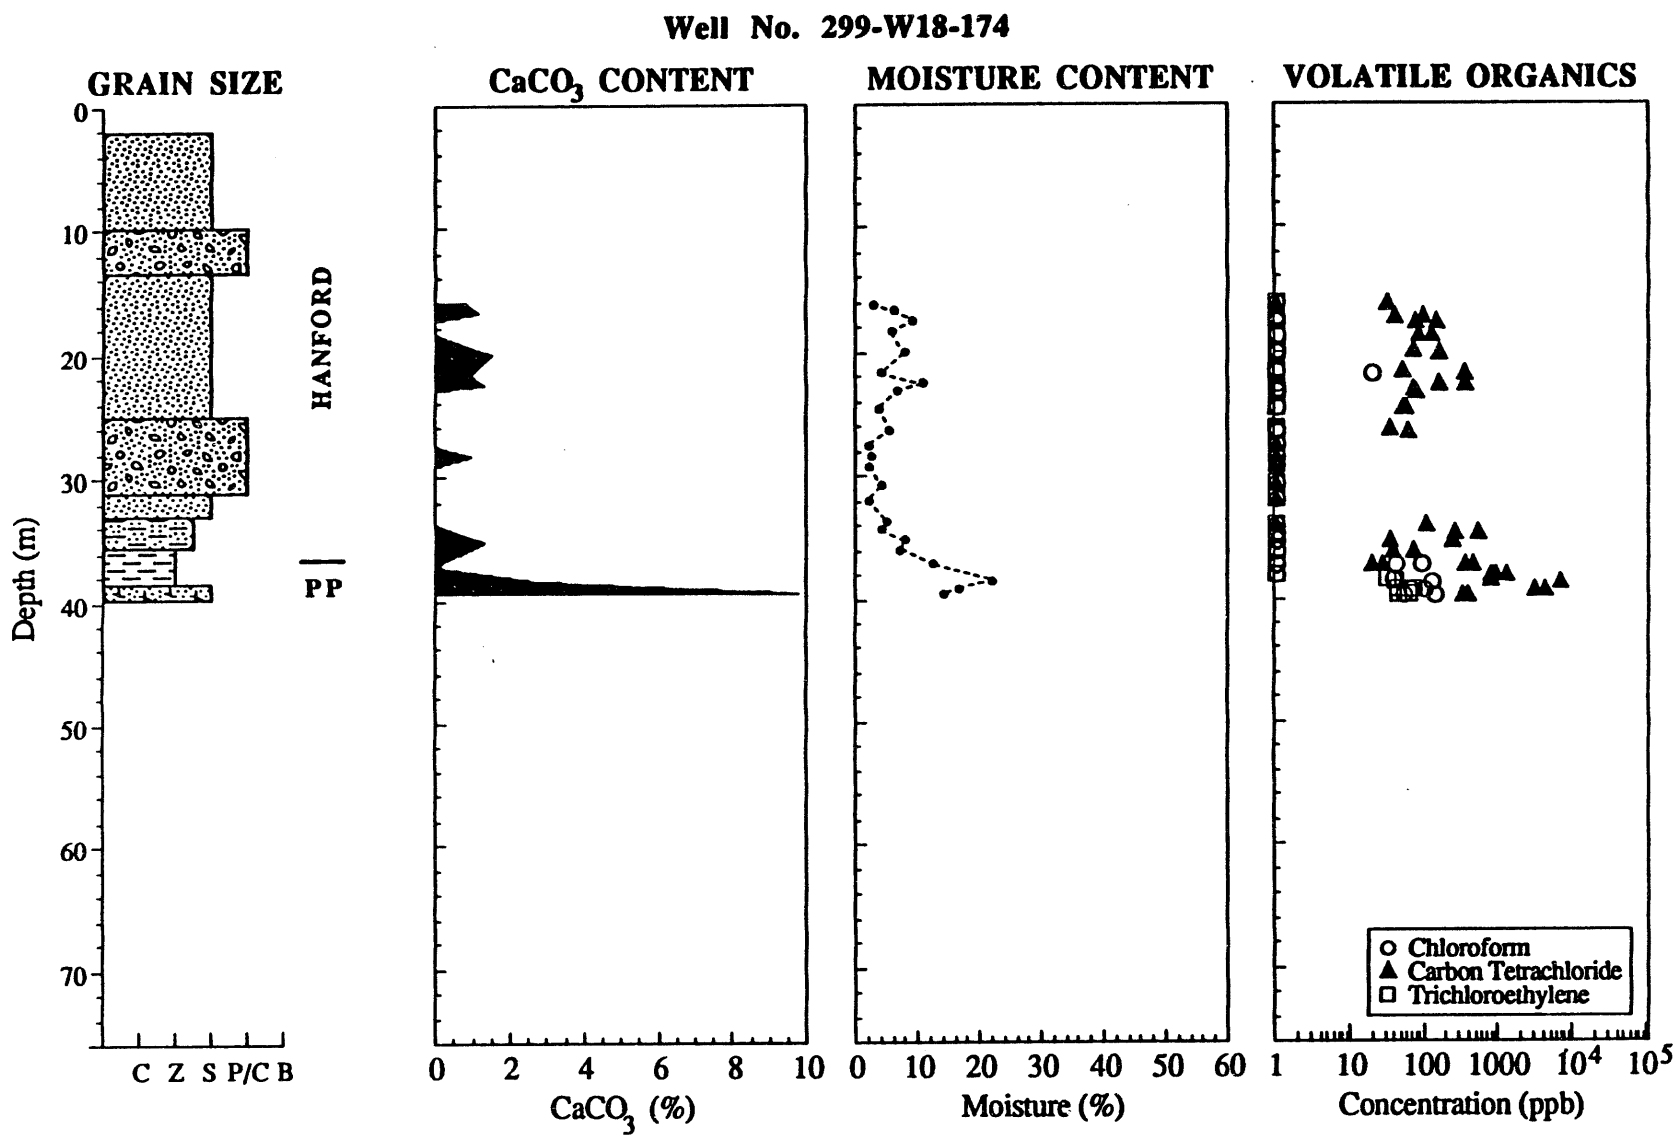 Well No. 299-W18-174
GRAIN SIZE
CaCO3 CONTENT
MOISTURE CONTENT
VOLATILE ORGANICS
0
10
20
30
40
50
60
70
Depth (m)
HANFORD
PP
C Z S P/C B
0 2 4 6 8 10
CaCO3 (%)
0 10 20 30 40 50 60
Moisture (%)
Chloroform
Carbon Tetrachloride
Trichloroethylene
1 10 100 1000 10^4 10^5
Concentration (ppb)